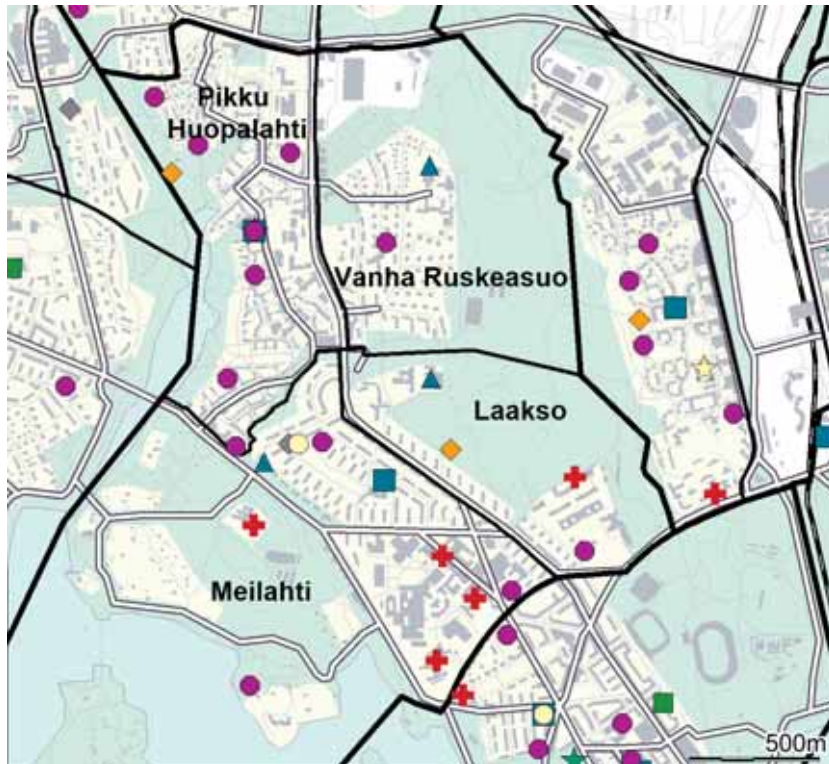 Pikku
Huopalahti
Vanha Ruskeasuo
Laakso
Meilahti
500m